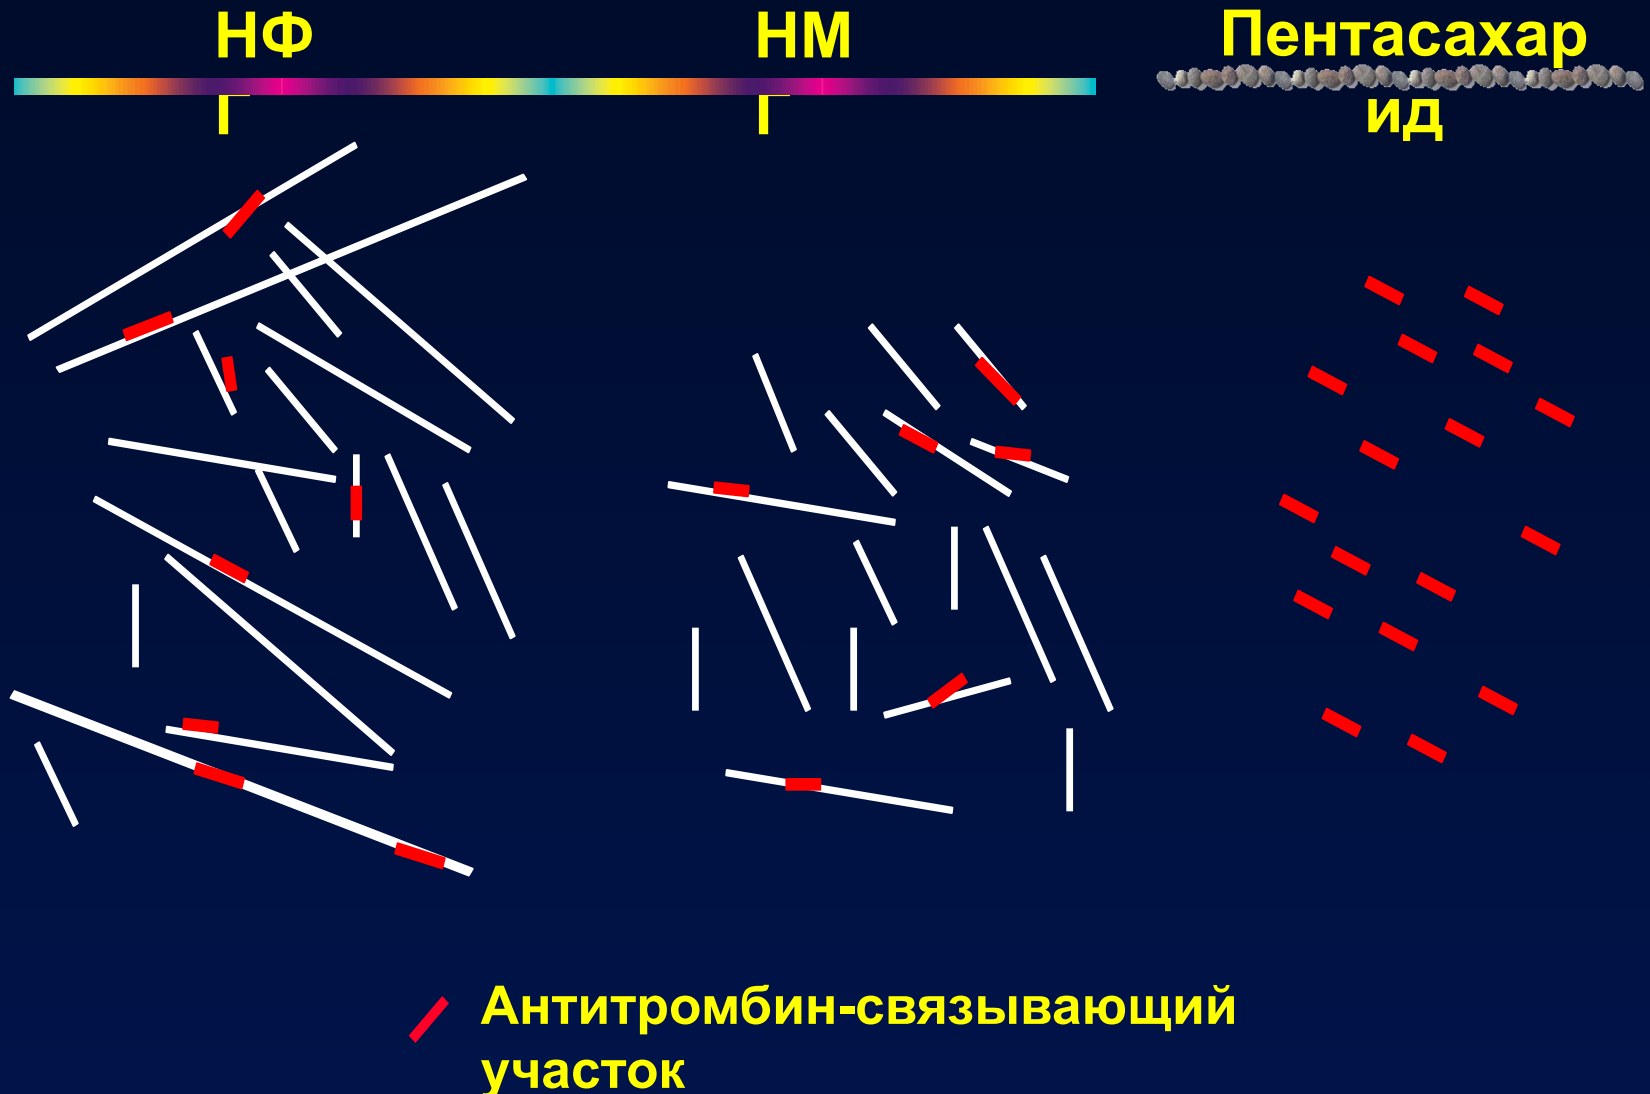 НФ
Г
НМ
Г
Пентасахар
ид
Антитромбин-связывающий
участок